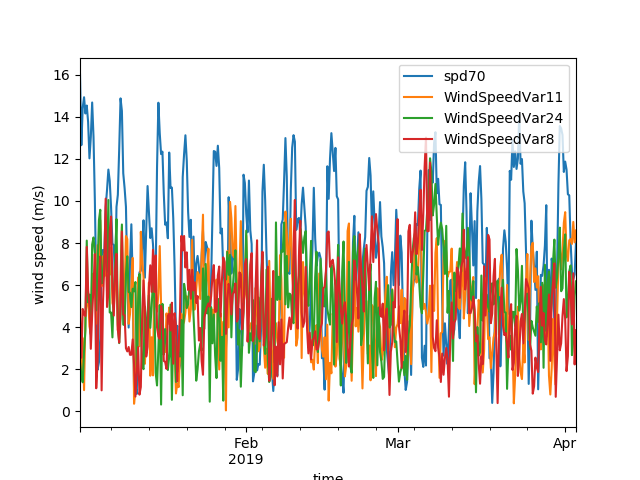 spd70
WindSpeedVar11
WindSpeedVar24
WindSpeedVar8
16
14
12
10
8
6
4
2
0
wind speed (m/s)
Feb
2019
Mar
Apr
time